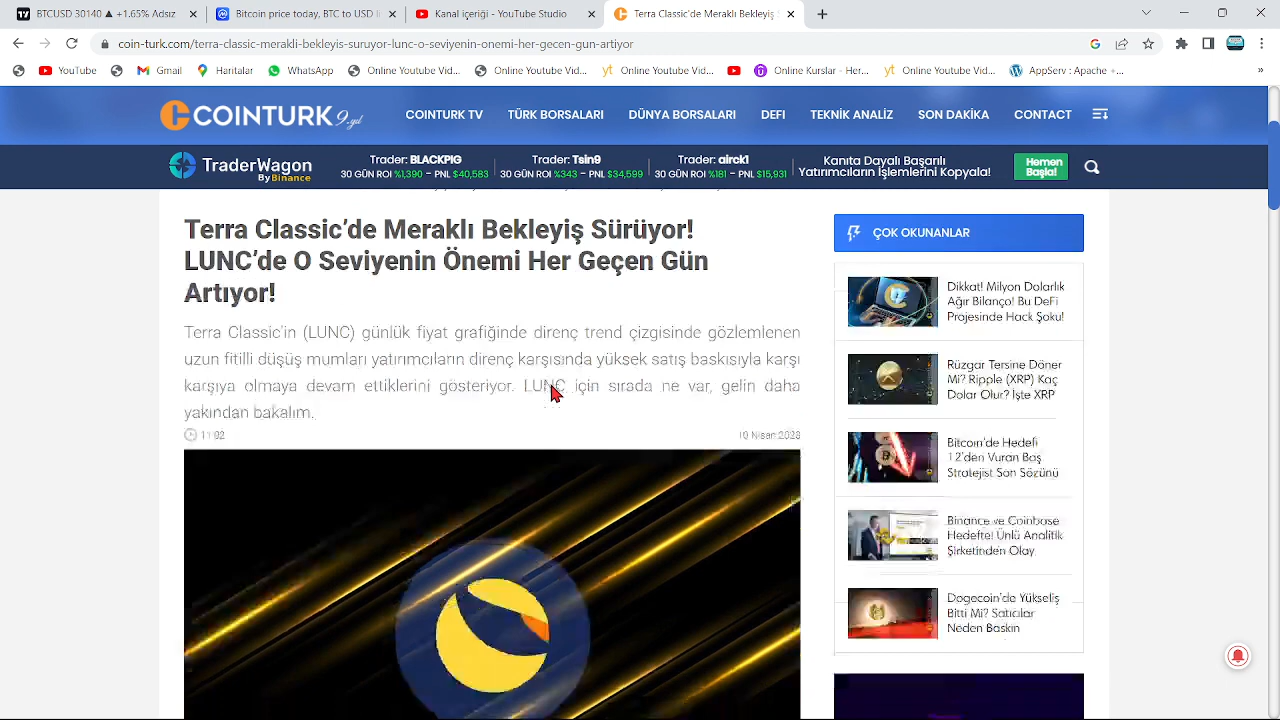 BTCUSD 30140 ▲ +1.65% Adsız
Bitcoin price today, BTC to USD li
Kanal içeriği - YouTube Studio
Terra Classic'de Meraklı Bekleyiş S
coin-turk.com/terra-classic-merakli-bekleyis-suruyor-lunc-o-seviyenin-onemi-her-gecen-gun-artiyor
YouTube
Gmail
Haritalar
WhatsApp
Online Youtube Vid...
Online Youtube Vid...
Online Youtube Vid...
Online Kurslar - Her...
Online Youtube Vid...
AppServ : Apache +...
COINTURK 9.yıl
COINTURK TV
TÜRK BORSALARI
DÜNYA BORSALARI
DEFI
TEKNİK ANALİZ
SON DAKİKA
CONTACT
TraderWagon
By Binance
Trader: BLACKPIG
30 GÜN ROI %1,390 - PNL $40,583
Trader: Tsin9
30 GÜN ROI %343 - PNL $34,599
Trader: airck1
30 GÜN ROI %181 - PNL $15,931
Kanıta Dayalı Başarılı
Yatırımcıların İşlemlerini Kopyala!
Hemen
Başla!
Terra Classic'de Meraklı Bekleyiş Sürüyor!
LUNC'de O Seviyenin Önemi Her Geçen Gün
Artıyor!
Terra Classic'in (LUNC) günlük fiyat grafiğinde direnç trend çizgisinde gözlemlenen
uzun fitilli düşüş mumları yatırımcıların direnç karşısında yüksek satış baskısıyla karşı
karşıya olmaya devam ettiklerini gösteriyor. LUNC için sırada ne var, gelin daha
yakından bakalım.
11:02
10 Nisan 2023
ÇOK OKUNANLAR
Dikkat! Milyon Dolarlık
Ağır Bilanço! Bu DeFi
Projesinde Hack Şoku!
Rüzgar Tersine Döner
Mi? Ripple (XRP) Kaç
Dolar Olur? İşte XRP
Bitcoin'de Hedefi
12'den Vuran Baş
Stratejist Son Sözünü
Binance ve Coinbase
Hedefte! Ünlü Analitik
Şirketinden Olay
Dogecoin'de Yükseliş
Bitti Mi? Satıcılar
Neden Baskın